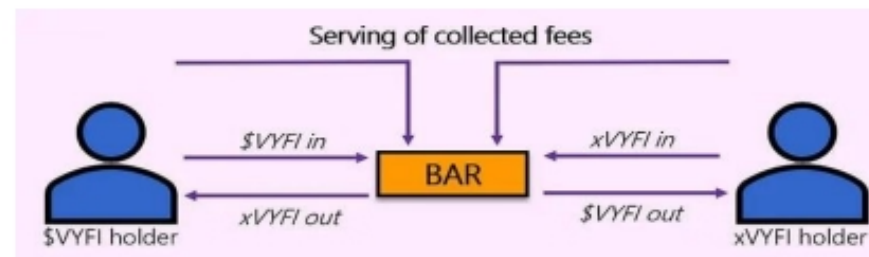 Serving of collected fees
$VYFI in
xVYFI in
BAR
xVYFI out
$VYFI out
$VYFI holder
xVYFI holder